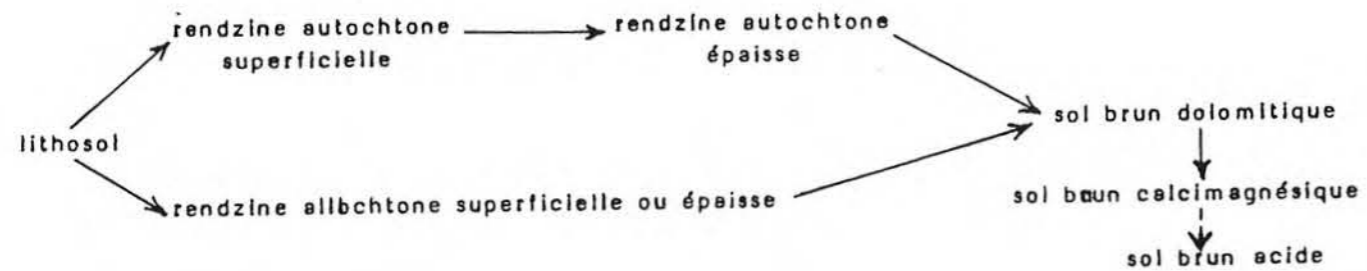 rendzine autochtone
superficielle
rendzine autochtone
épaisse
lithosol
sol brun dolomitique
rendzine allbchtone superficielle ou épaisse
sol baun calcimagnésique
sol brun acide